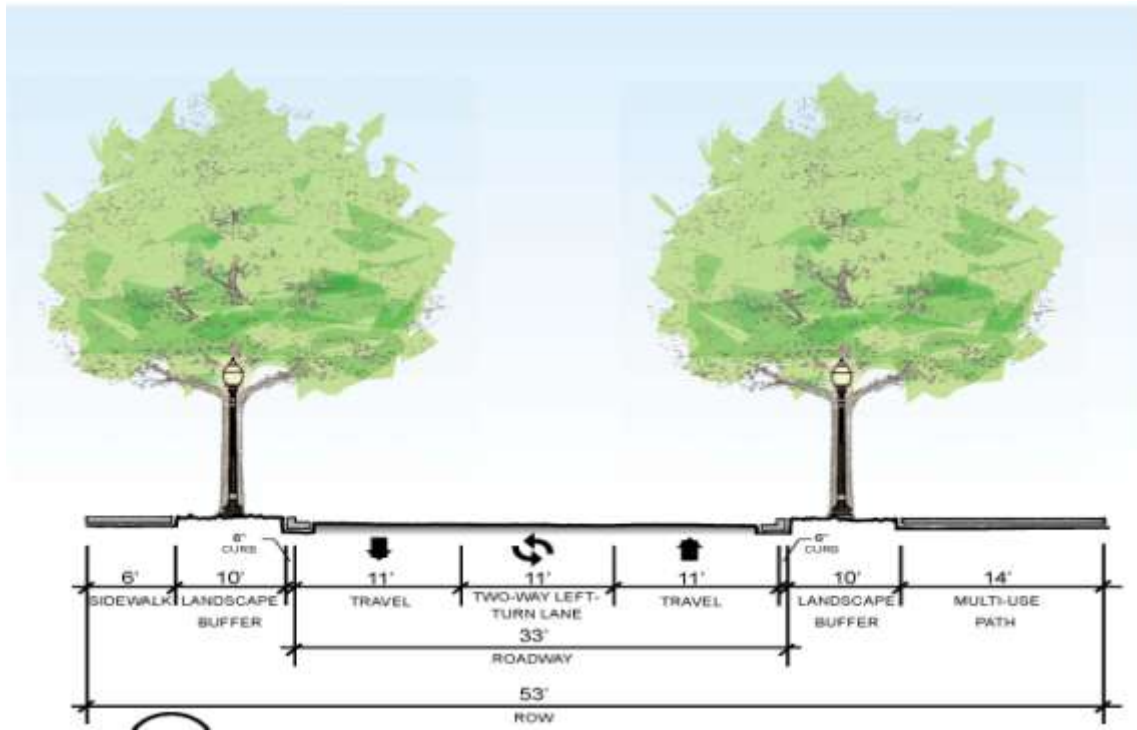 6" 
CURB
6"
CURB
6' 10' 11' 11' 11' 10' 14'
SIDEWALK LANDSCAPE BUFFER
TRAVEL
TWO-WAY LEFT-
TURN LANE
TRAVEL
LANDSCAPE
BUFFER
MULTI-USE
PATH
33'
ROADWAY
53'
ROW